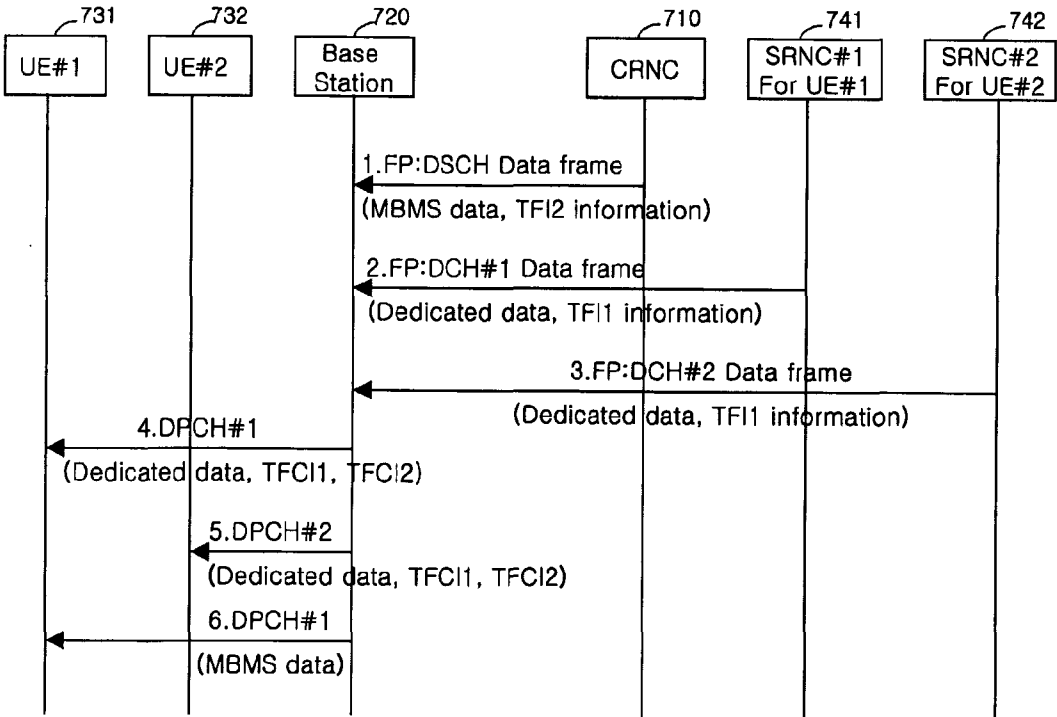 731
732
720
710
741
742
UE#1
UE#2
Base
Station
CRNC
SRNC#1
For UE#1
SRNC#2
For UE#2
1.FP:DSCH Data frame
(MBMS data, TFI2 information)
2.FP:DCH#1 Data frame
(Dedicated data, TFI1 information)
3.FP:DCH#2 Data frame
(Dedicated data, TFI1 information)
4.DPCH#1
(Dedicated data, TFCI1, TFCI2)
5.DPCH#2
(Dedicated data, TFCI1, TFCI2)
6.DPCH#1
(MBMS data)